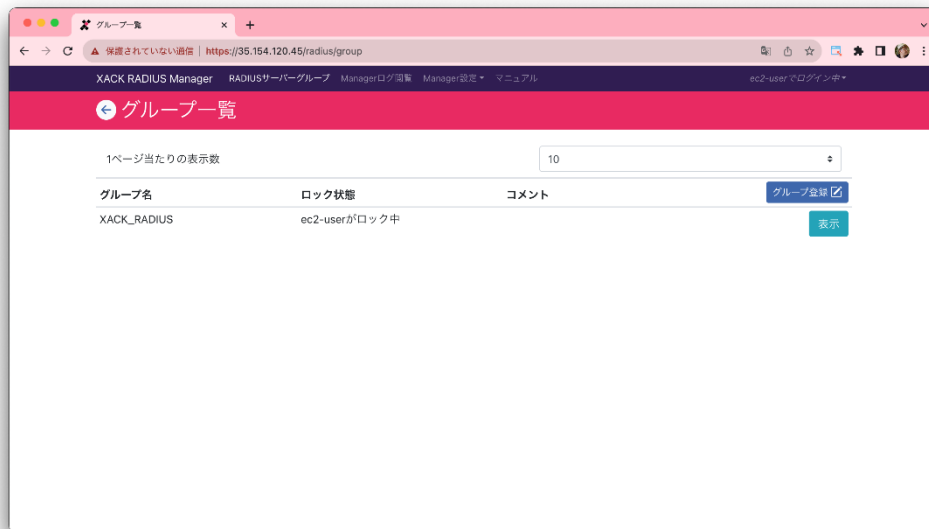 グループ一覧
保護されていない通信 | https://35.154.120.45/radius/group
XACK RADIUS Manager RADIUSサーバーグループ Managerログ閲覧 Manager設定 マニュアル ec2-userでログイン中
グループ一覧
1ページ当たりの表示数 10
グループ名 ロック状態 コメント グループ登録
XACK_RADIUS ec2-userがロック中 表示